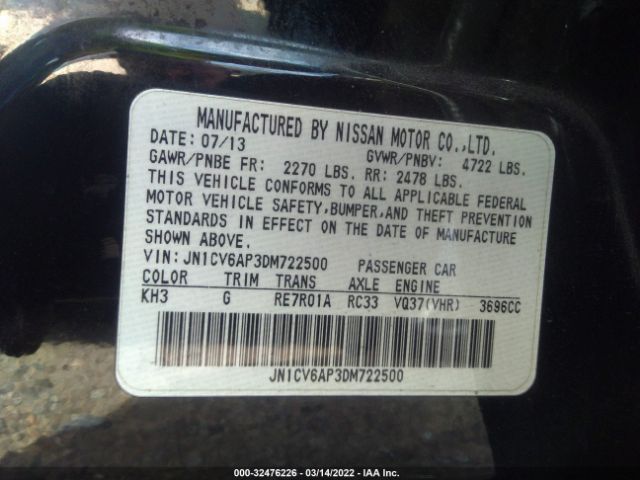 MANUFACTURED BY NISSAN MOTOR CO.,LTD.
DATE: 07/13 GVWR/PNBV: 4722 LBS.
GAWR/PNBE FR: 2270 LBS. RR: 2478 LBS.
THIS VEHICLE CONFORMS TO ALL APPLICABLE FEDERAL
MOTOR VEHICLE SAFETY,BUMPER,AND THEFT PREVENTION
STANDARDS IN EFFECT ON THE DATE OF MANUFACTURE
SHOWN ABOVE.
VIN: JN1CV6AP3DM722500 PASSENGER CAR
COLOR TRIM TRANS AXLE ENGINE
KH3 G RE7R01A RC33 VQ37(VHR) 3696CC
JN1CV6AP3DM722500
000-32476226 - 03/14/2022 - IAA Inc.